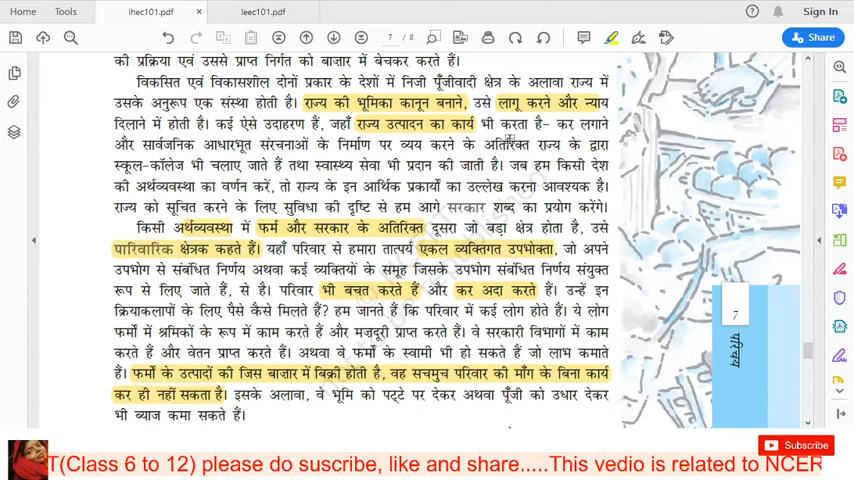 Home
Tools
lhec101.pdf
leec101.pdf
Sign In
7 / 8
Share
की प्रक्रिया एवं उससे प्राप्त निर्गत को बाजार में बेचकर करते हैं।
विकसित एवं विकासशील दोनों प्रकार के देशों में निजी पूँजीवादी क्षेत्र के अलावा राज्य में
उसके अनुरूप एक संस्था होती है। राज्य की भूमिका कानून बनाने, उसे लागू करने और न्याय
दिलाने में होती है। कई ऐसे उदाहरण हैं, जहाँ राज्य उत्पादन का कार्य भी करता है- कर लगाने
और सार्वजनिक आधारभूत संरचनाओं के निर्माण पर व्यय करने के अतिरिक्त राज्य के द्वारा
स्कूल-कॉलेज भी चलाए जाते हैं तथा स्वास्थ्य सेवा भी प्रदान की जाती है। जब हम किसी देश
की अर्थव्यवस्था का वर्णन करें, तो राज्य के इन आर्थिक प्रकार्यों का उल्लेख करना आवश्यक है।
राज्य को सूचित करने के लिए सुविधा की दृष्टि से हम आगे सरकार शब्द का प्रयोग करेंगे।
किसी अर्थव्यवस्था में फर्म और सरकार के अतिरिक्त दूसरा जो बड़ा क्षेत्र होता है, उसे
पारिवारिक क्षेत्रक कहते हैं। यहाँ परिवार से हमारा तात्पर्य एकल व्यक्तिगत उपभोक्ता, जो अपने
उपभोग से संबंधित निर्णय अथवा कई व्यक्तियों के समूह जिसके उपभोग संबंधित निर्णय संयुक्त
रूप से लिए जाते हैं, से है। परिवार भी बचत करते हैं और कर अदा करते हैं। उन्हें इन
क्रियाकलापों के लिए पैसे कैसे मिलते हैं? हम जानते हैं कि परिवार में कई लोग होते हैं। ये लोग
फर्मों में श्रमिकों के रूप में काम करते हैं और मजदूरी प्राप्त करते हैं। वे सरकारी विभागों में काम
करते हैं और वेतन प्राप्त करते हैं। अथवा वे फर्मों के स्वामी भी हो सकते हैं जो लाभ कमाते
हैं। फर्मों के उत्पादों की जिस बाजार में बिक्री होती है, वह सचमुच परिवार की माँग के बिना कार्य
कर ही नहीं सकता है। इसके अलावा, वे भूमि को पट्टे पर देकर अथवा पूँजी को उधार देकर
भी ब्याज कमा सकते हैं।
7
परिचय
Subscribe
T(Class 6 to 12) please do suscribe, like and share.....This vedio is related to NCER